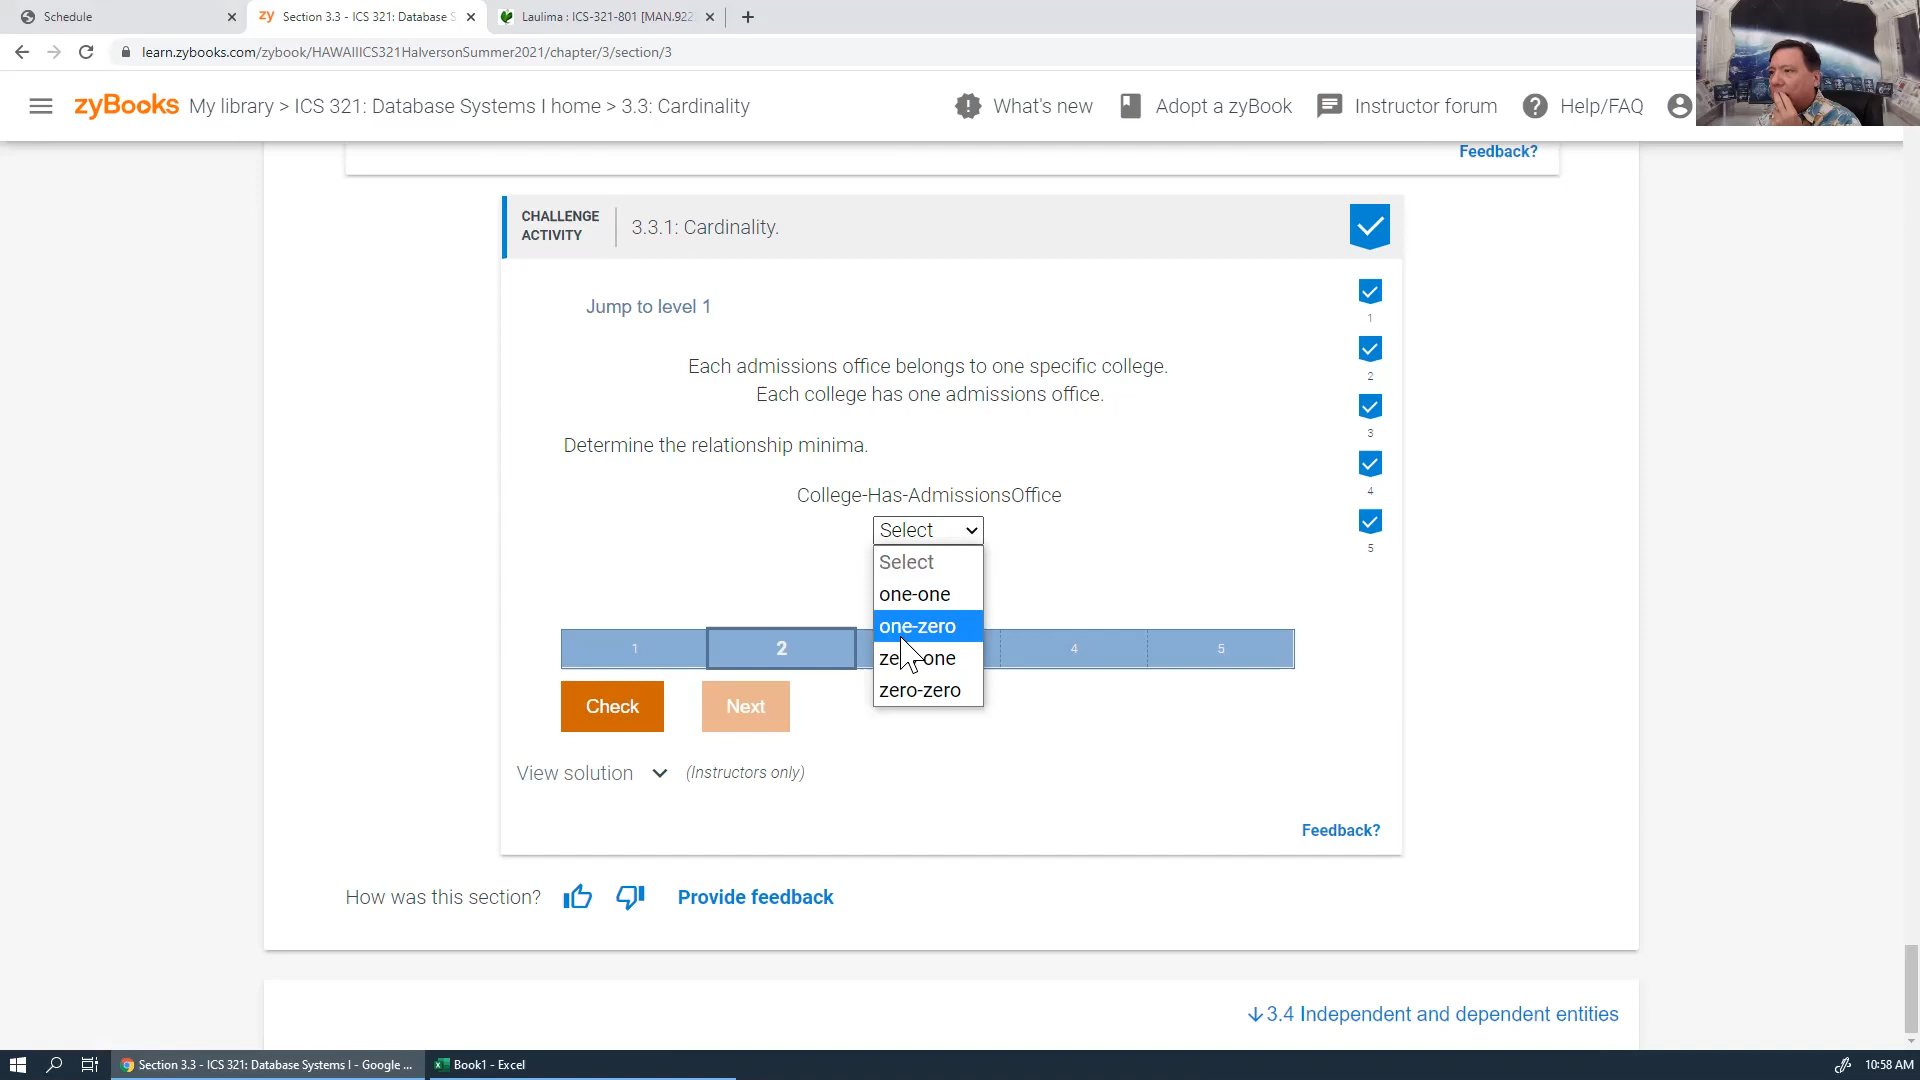 Schedule
zy Section 3.3 - ICS 321: Database S
Laulima : ICS-321-801 [MAN.922
learn.zybooks.com/zybook/HAWAIIICS321HalversonSummer2021/chapter/3/section/3
zyBooks My library > ICS 321: Database Systems I home > 3.3: Cardinality
What's new
Adopt a zyBook
Instructor forum
Help/FAQ
Feedback?
CHALLENGE
ACTIVITY
3.3.1: Cardinality.
Jump to level 1
1
Each admissions office belongs to one specific college.
Each college has one admissions office.
2
3
Determine the relationship minima.
4
College-Has-AdmissionsOffice
Select
5
Select
one-one
one-zero
zero-one
zero-zero
1
2
4
5
Check
Next
View solution
(Instructors only)
Feedback?
How was this section?
Provide feedback
3.4 Independent and dependent entities
Section 3.3 - ICS 321: Database Systems I - Google ...
Book1 - Excel
10:58 AM